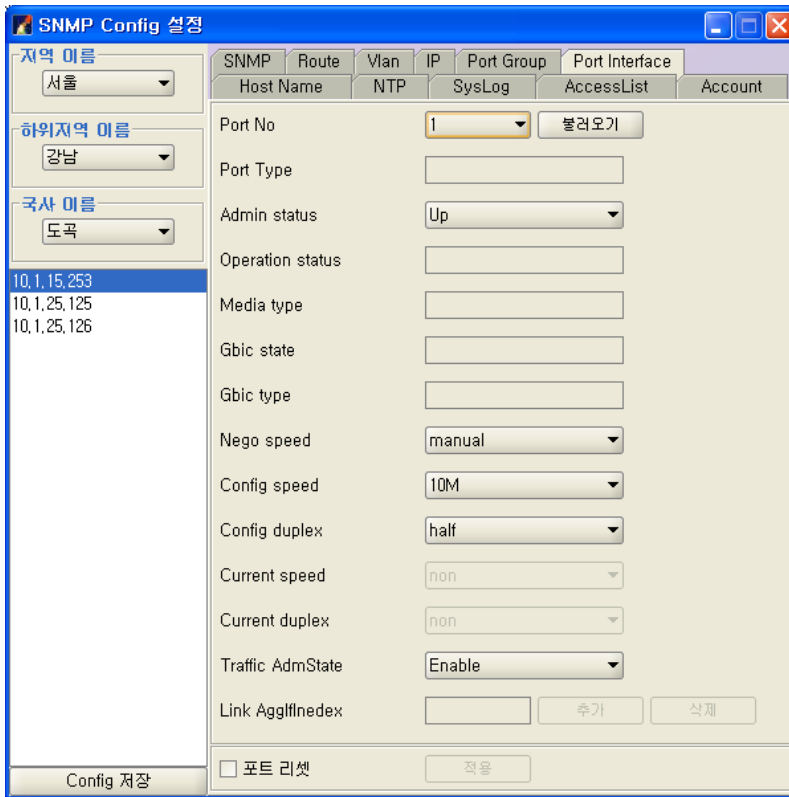 SNMP Config 설정
지역 이름
서울
하위지역 이름
강남
국사 이름
도곡
10,1,15,253
10,1,25,125
10,1,25,126
Config 저장
SNMP Route Vlan IP Port Group Port Interface
Host Name NTP SysLog AccessList Account
Port No 1 불러오기
Port Type
Admin status Up
Operation status
Media type
Gbic state
Gbic type
Nego speed manual
Config speed 10M
Config duplex half
Current speed non
Current duplex non
Traffic AdmState Enable
Link AggIfInedex 추가 삭제
포트 리셋 적용